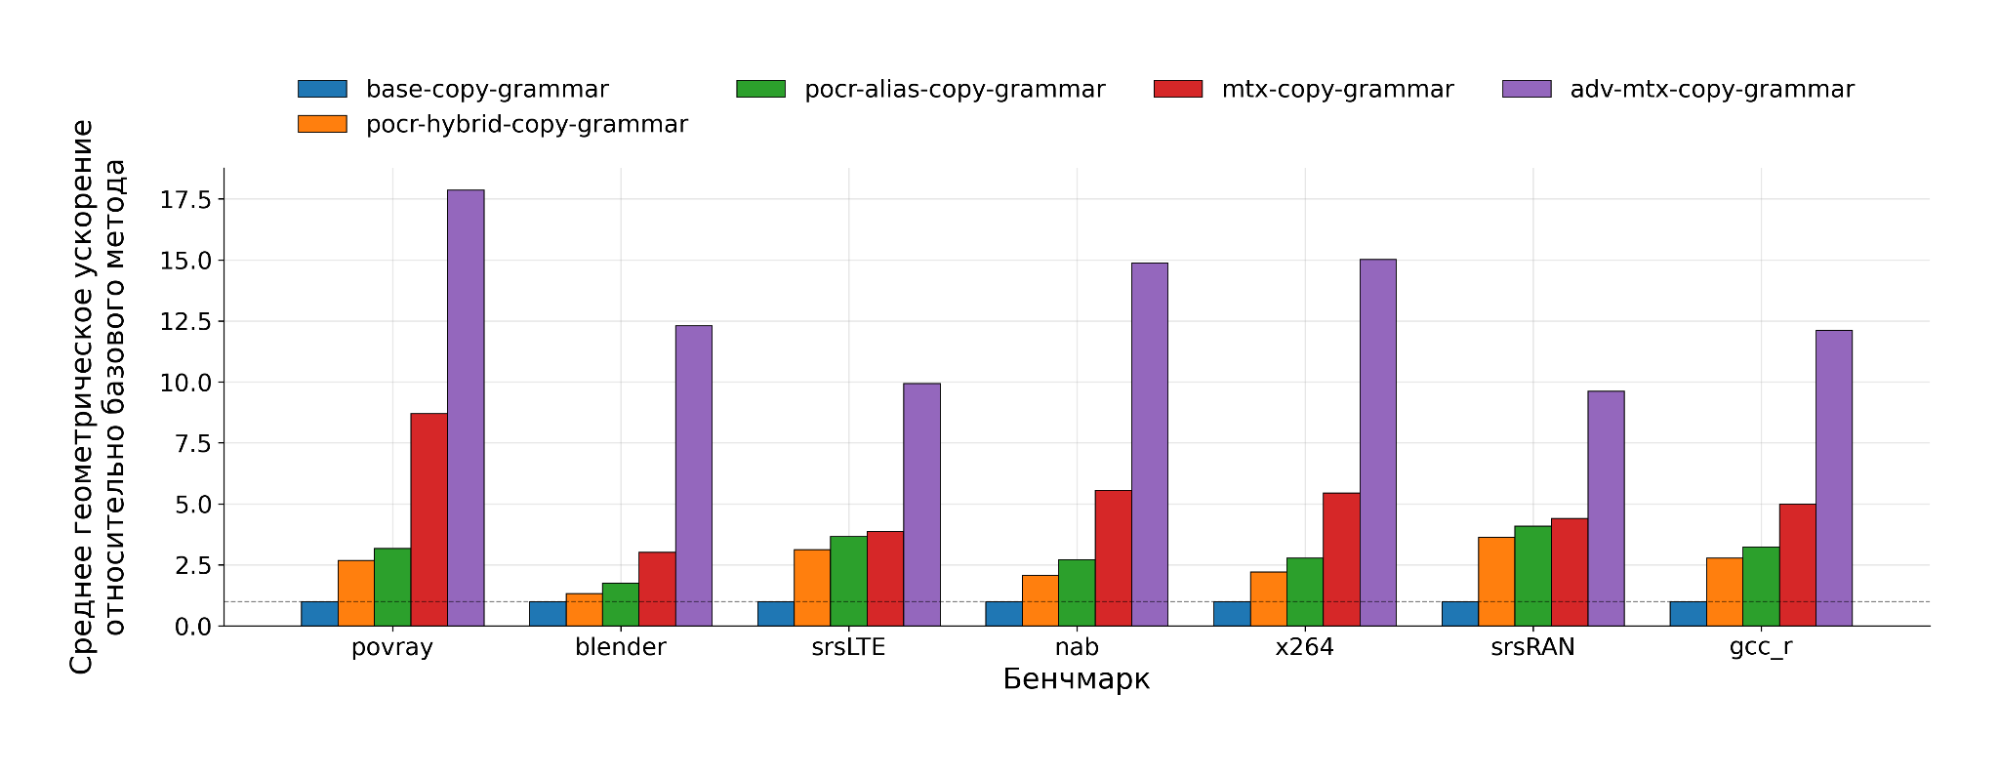 base-copy-grammar
pocr-hybrid-copy-grammar
pocr-alias-copy-grammar
mtx-copy-grammar
adv-mtx-copy-grammar
Среднее геометрическое ускорение
относительно базового метода
17.5
15.0
12.5
10.0
7.5
5.0
2.5
0.0
povray
blender
srsLTE
nab
x264
srsRAN
gcc_r
Бенчмарк